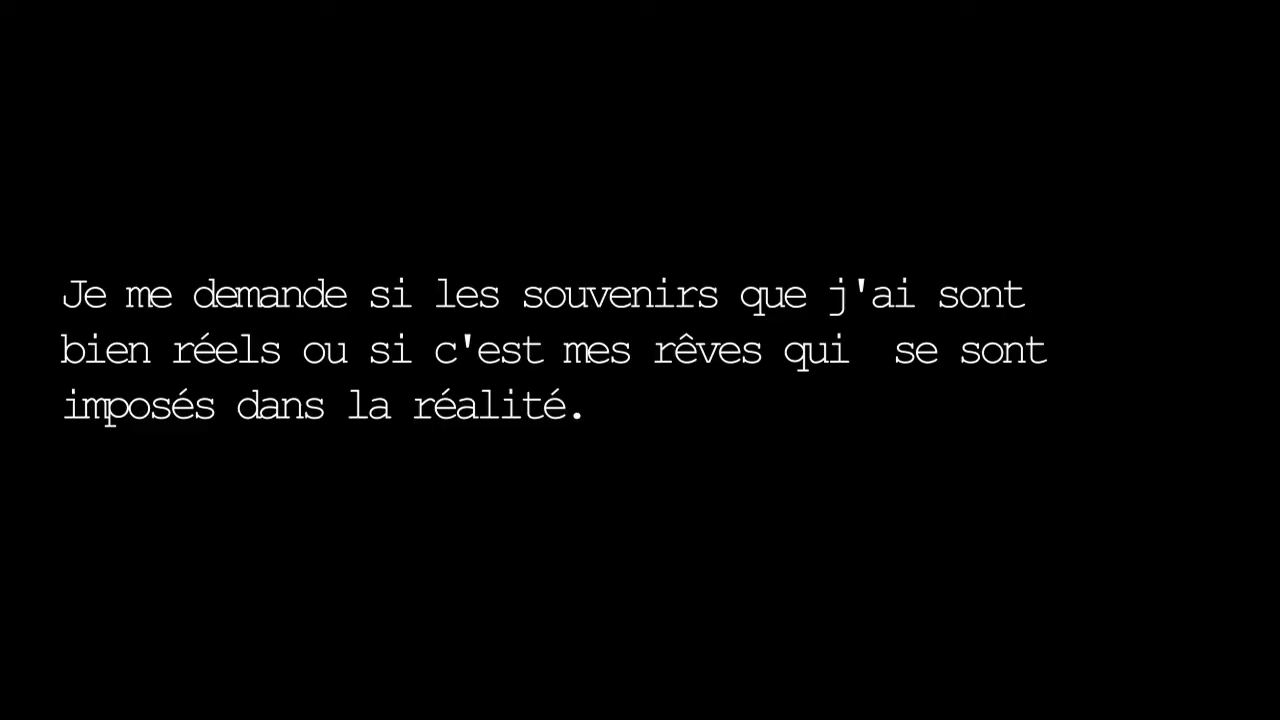 Je me demande si les souvenirs que j'ai sont
bien réels ou si c'est mes rêves qui  se sont
imposés dans la réalité.